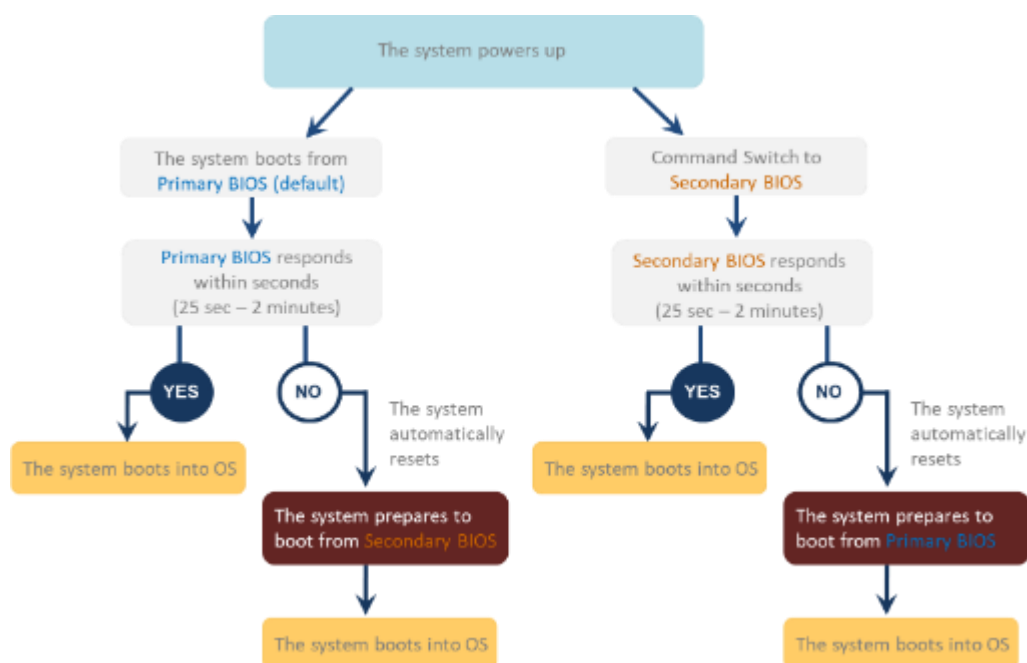 The system powers up
The system boots from
Primary BIOS (default)
Command Switch to
Secondary BIOS
Primary BIOS responds
within seconds
(25 sec – 2 minutes)
Secondary BIOS responds
within seconds
(25 sec – 2 minutes)
YES
NO
The system
automatically
resets
YES
NO
The system
automatically
resets
The system boots into OS
The system boots into OS
The system prepares to
boot from Secondary BIOS
The system prepares to
boot from Primary BIOS
The system boots into OS
The system boots into OS